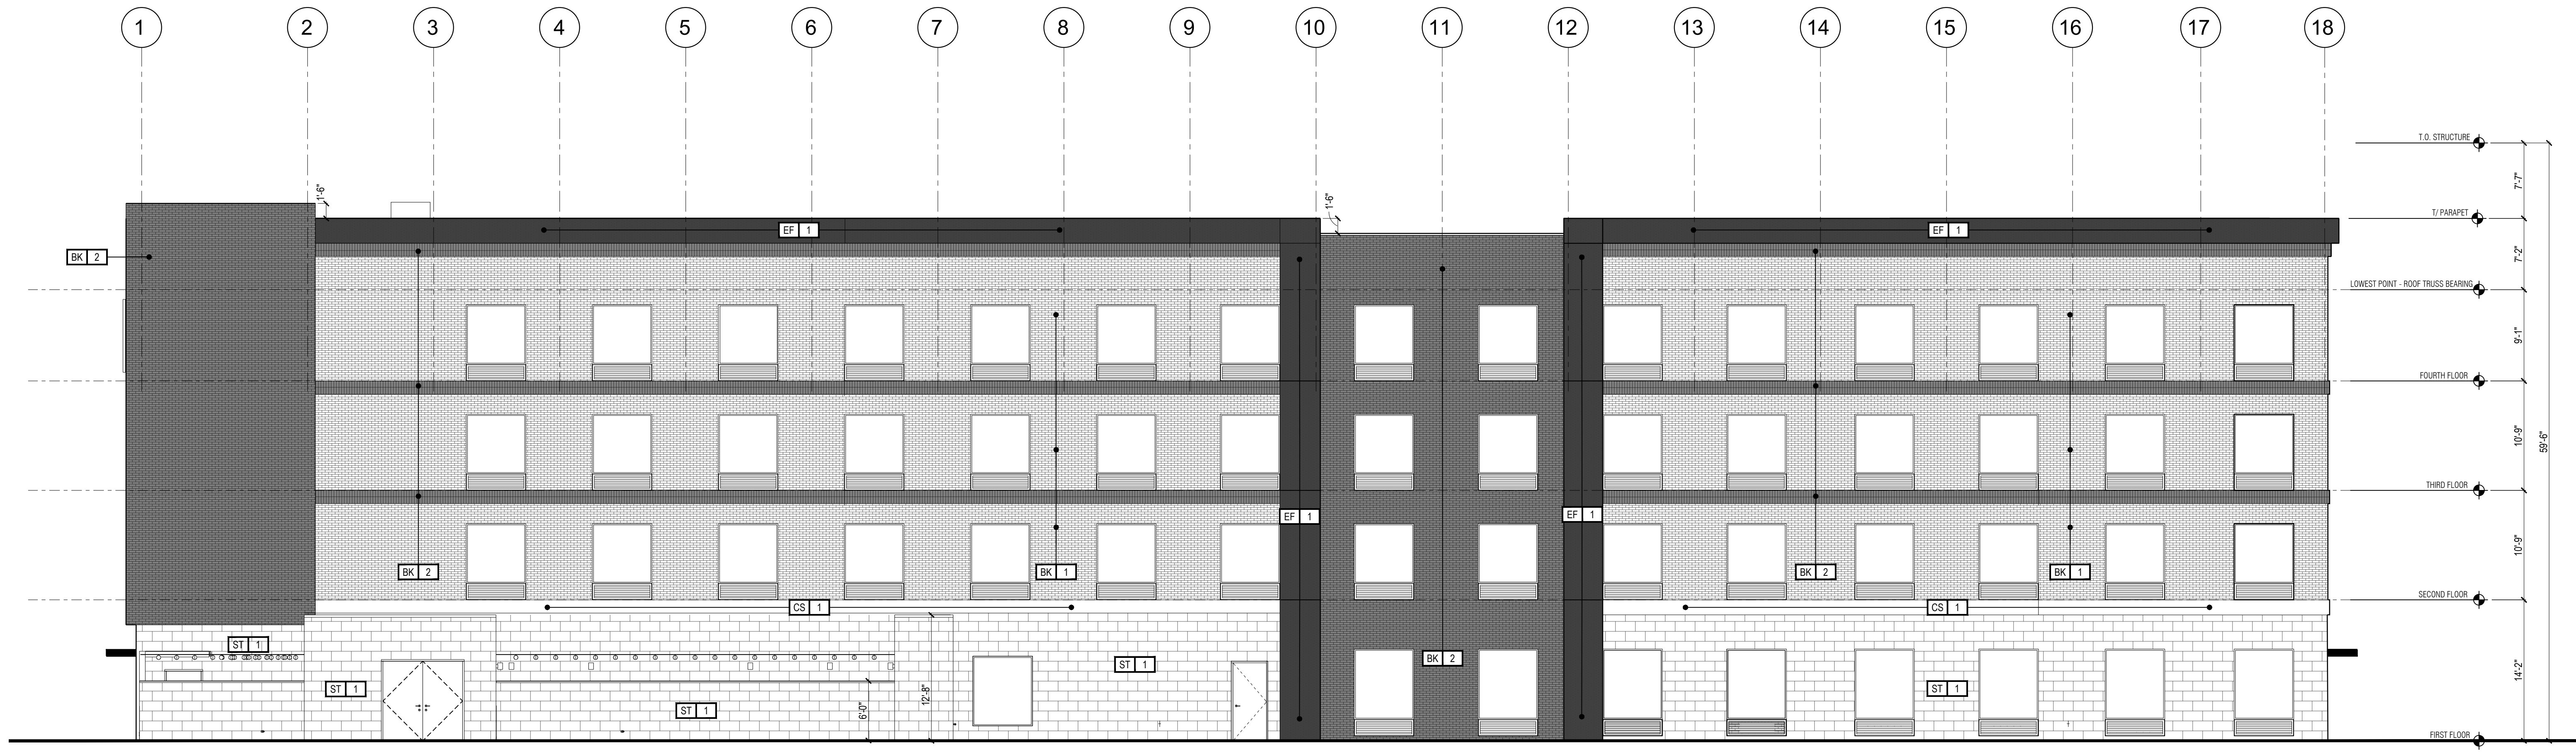 1 2 3 4 5 6 7 8 9 10 11 12 13 14 15 16 17 18
T.O. STRUCTURE
7'-7"
1'-6"
1'-6"
T/ PARAPET
EF 1
EF 1
BK 2
7'-2"
LOWEST POINT - ROOF TRUSS BEARING
9'-1"
FOURTH FLOOR
10'-9"
59'-6"
THIRD FLOOR
EF 1
EF 1
10'-9"
BK 2
BK 1
BK 2
BK 1
SECOND FLOOR
CS 1
CS 1
ST 1
BK 2
ST 1
14'-2"
ST 1
ST 1
12'-8"
6'-0"
ST 1
FIRST FLOOR